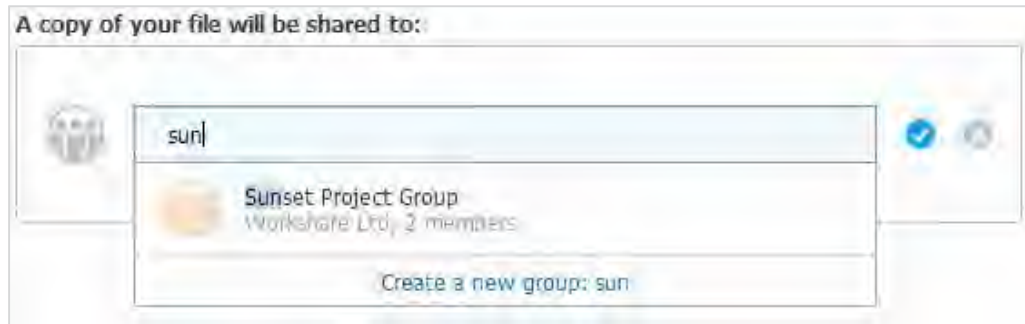 A copy of your file will be shared to:
sun
Sunset Project Group
Workshare Ltd, 2 members
Create a new group: sun